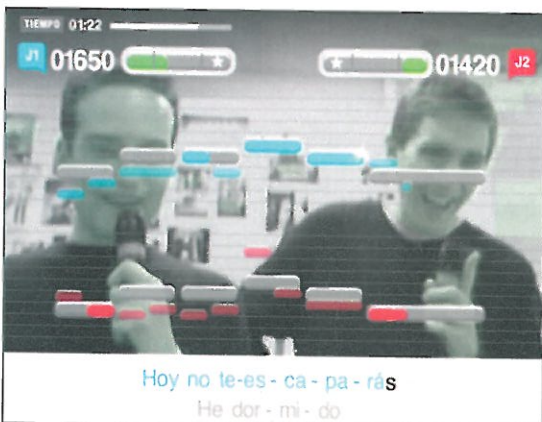 TIEMPO 01:22
J1 01650 01420 J2
Hoy no te-es - ca - pa - rás
He dor - mi - do